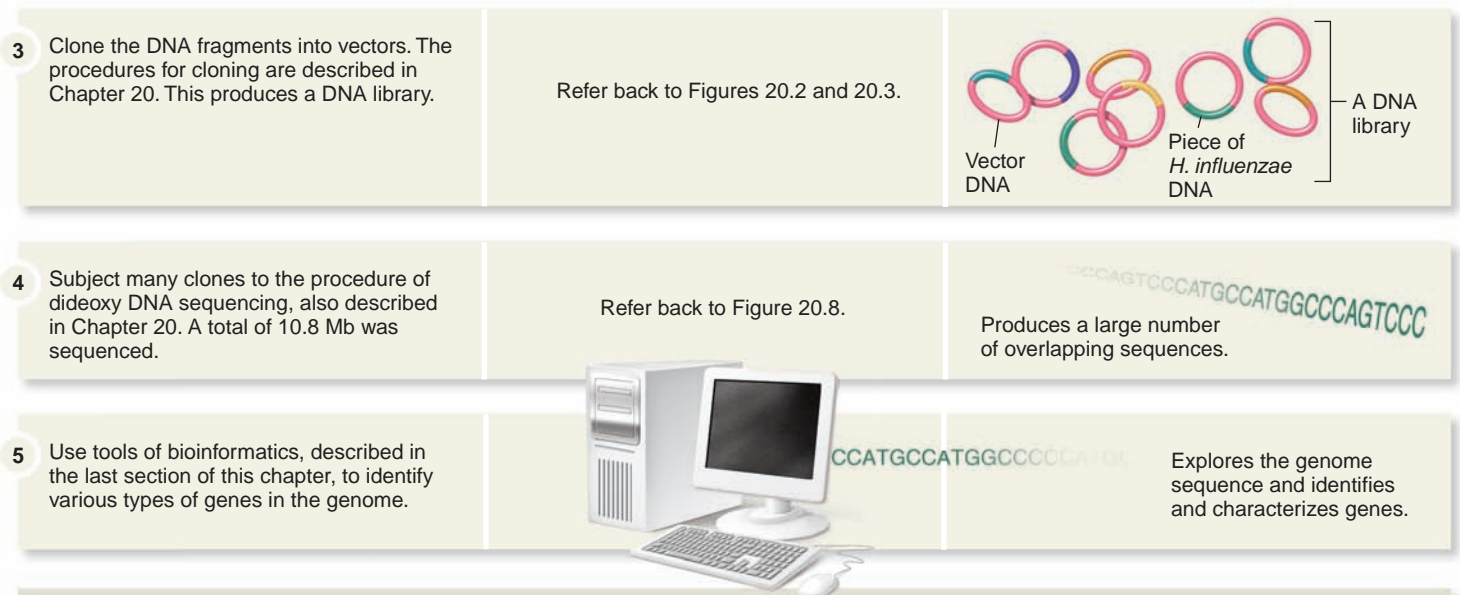 3
Clone the DNA fragments into vectors. The
procedures for cloning are described in
Chapter 20. This produces a DNA library.
Refer back to Figures 20.2 and 20.3.
Vector
DNA
Piece of
H. influenzae
DNA
A DNA
library
4
Subject many clones to the procedure of
dideoxy DNA sequencing, also described
in Chapter 20. A total of 10.8 Mb was
sequenced.
Refer back to Figure 20.8.
CCAGTCCCATGCCATGGCCCAGTCCC
Produces a large number
of overlapping sequences.
5
Use tools of bioinformatics, described in
the last section of this chapter, to identify
various types of genes in the genome.
CCATGCCATGGCCCC
Explores the genome
sequence and identifies
and characterizes genes.